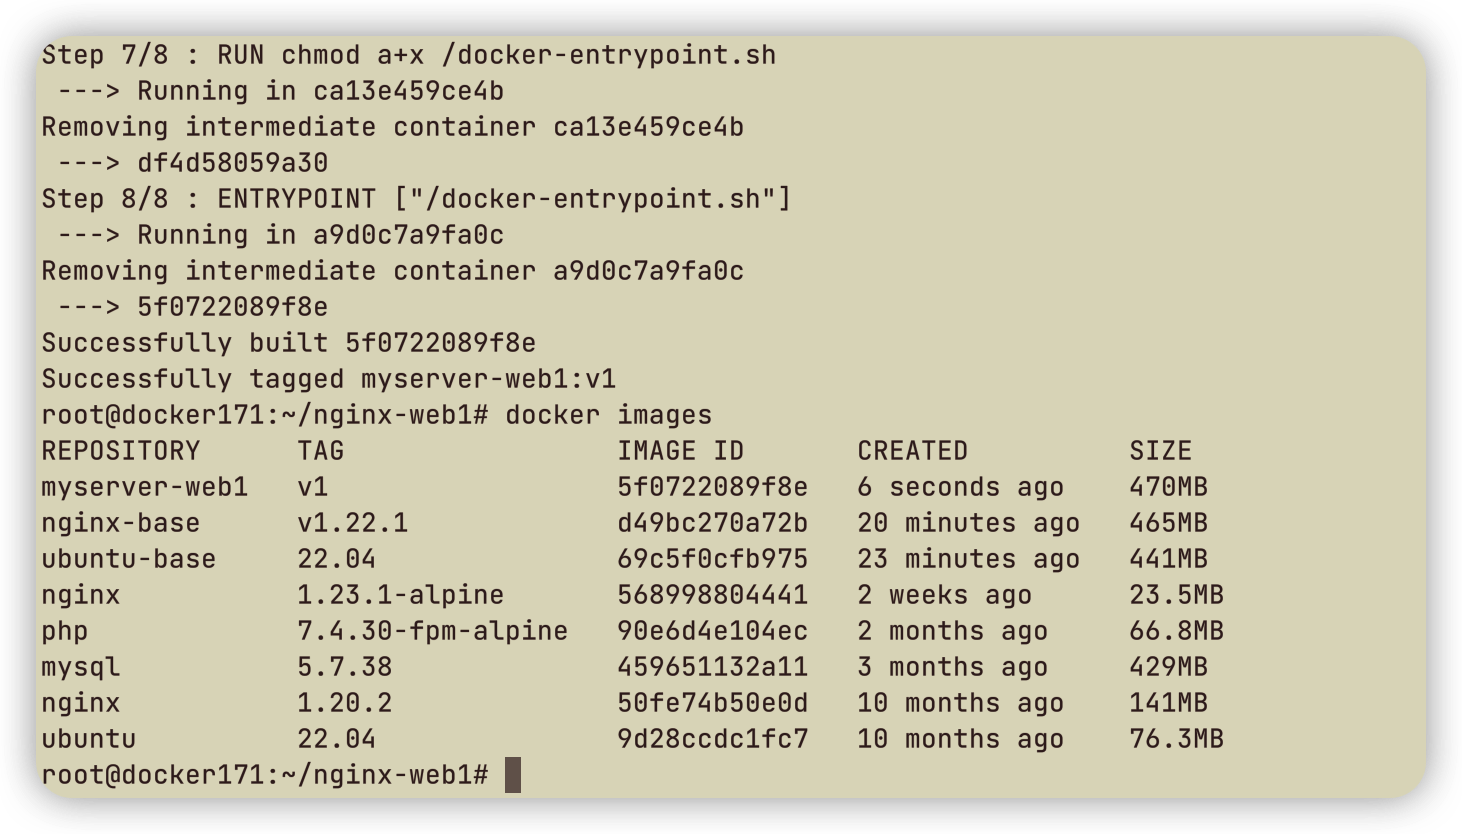 Step 7/8 : RUN chmod a+x /docker-entrypoint.sh
 ---> Running in ca13e459ce4b
Removing intermediate container ca13e459ce4b
 ---> df4d58059a30
Step 8/8 : ENTRYPOINT ["/docker-entrypoint.sh"]
 ---> Running in a9d0c7a9fa0c
Removing intermediate container a9d0c7a9fa0c
 ---> 5f0722089f8e
Successfully built 5f0722089f8e
Successfully tagged myserver-web1:v1
root@docker171:~/nginx-web1# docker images
REPOSITORY      TAG                 IMAGE ID       CREATED          SIZE
myserver-web1   v1                  5f0722089f8e   6 seconds ago    470MB
nginx-base      v1.22.1             d49bc270a72b   20 minutes ago   465MB
ubuntu-base     22.04               69c5f0cfb975   23 minutes ago   441MB
nginx           1.23.1-alpine       568998804441   2 weeks ago      23.5MB
php             7.4.30-fpm-alpine   90e6d4e104ec   2 months ago     66.8MB
mysql           5.7.38              459651132a11   3 months ago     429MB
nginx           1.20.2              50fe74b50e0d   10 months ago    141MB
ubuntu          22.04               9d28ccdc1fc7   10 months ago    76.3MB
root@docker171:~/nginx-web1#